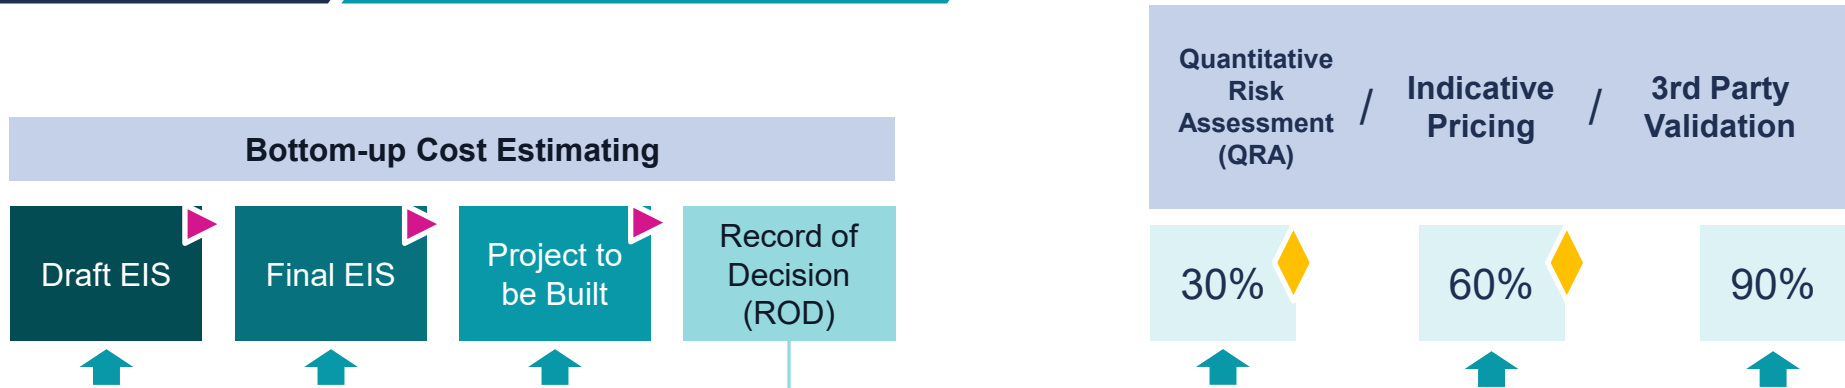 Quantitative
Risk
Assessment
(QRA)
/
Indicative
Pricing
/
3rd Party
Validation
Bottom-up Cost Estimating
Draft EIS
Final EIS
Project to
be Built
Record of
Decision
(ROD)
30%
60%
90%